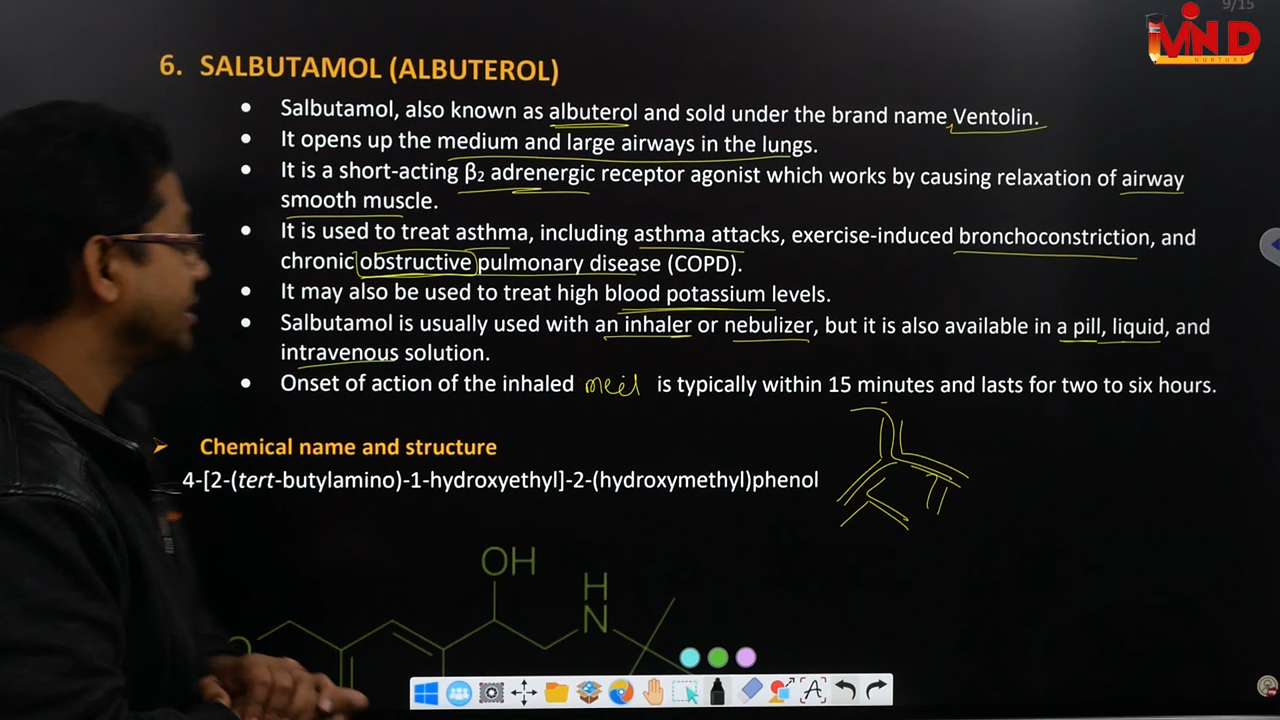 9/15
MIND
NURTURE
6. SALBUTAMOL (ALBUTEROL)
• Salbutamol, also known as albuterol and sold under the brand name Ventolin.
• It opens up the medium and large airways in the lungs.
• It is a short-acting β₂ adrenergic receptor agonist which works by causing relaxation of airway
smooth muscle.
• It is used to treat asthma, including asthma attacks, exercise-induced bronchoconstriction, and
chronic obstructive pulmonary disease (COPD).
• It may also be used to treat high blood potassium levels.
• Salbutamol is usually used with an inhaler or nebulizer, but it is also available in a pill, liquid, and
intravenous solution.
• Onset of action of the inhaled is typically within 15 minutes and lasts for two to six hours.
➢ Chemical name and structure
4-[2-(tert-butylamino)-1-hydroxyethyl]-2-(hydroxymethyl)phenol
OH
H
N
A